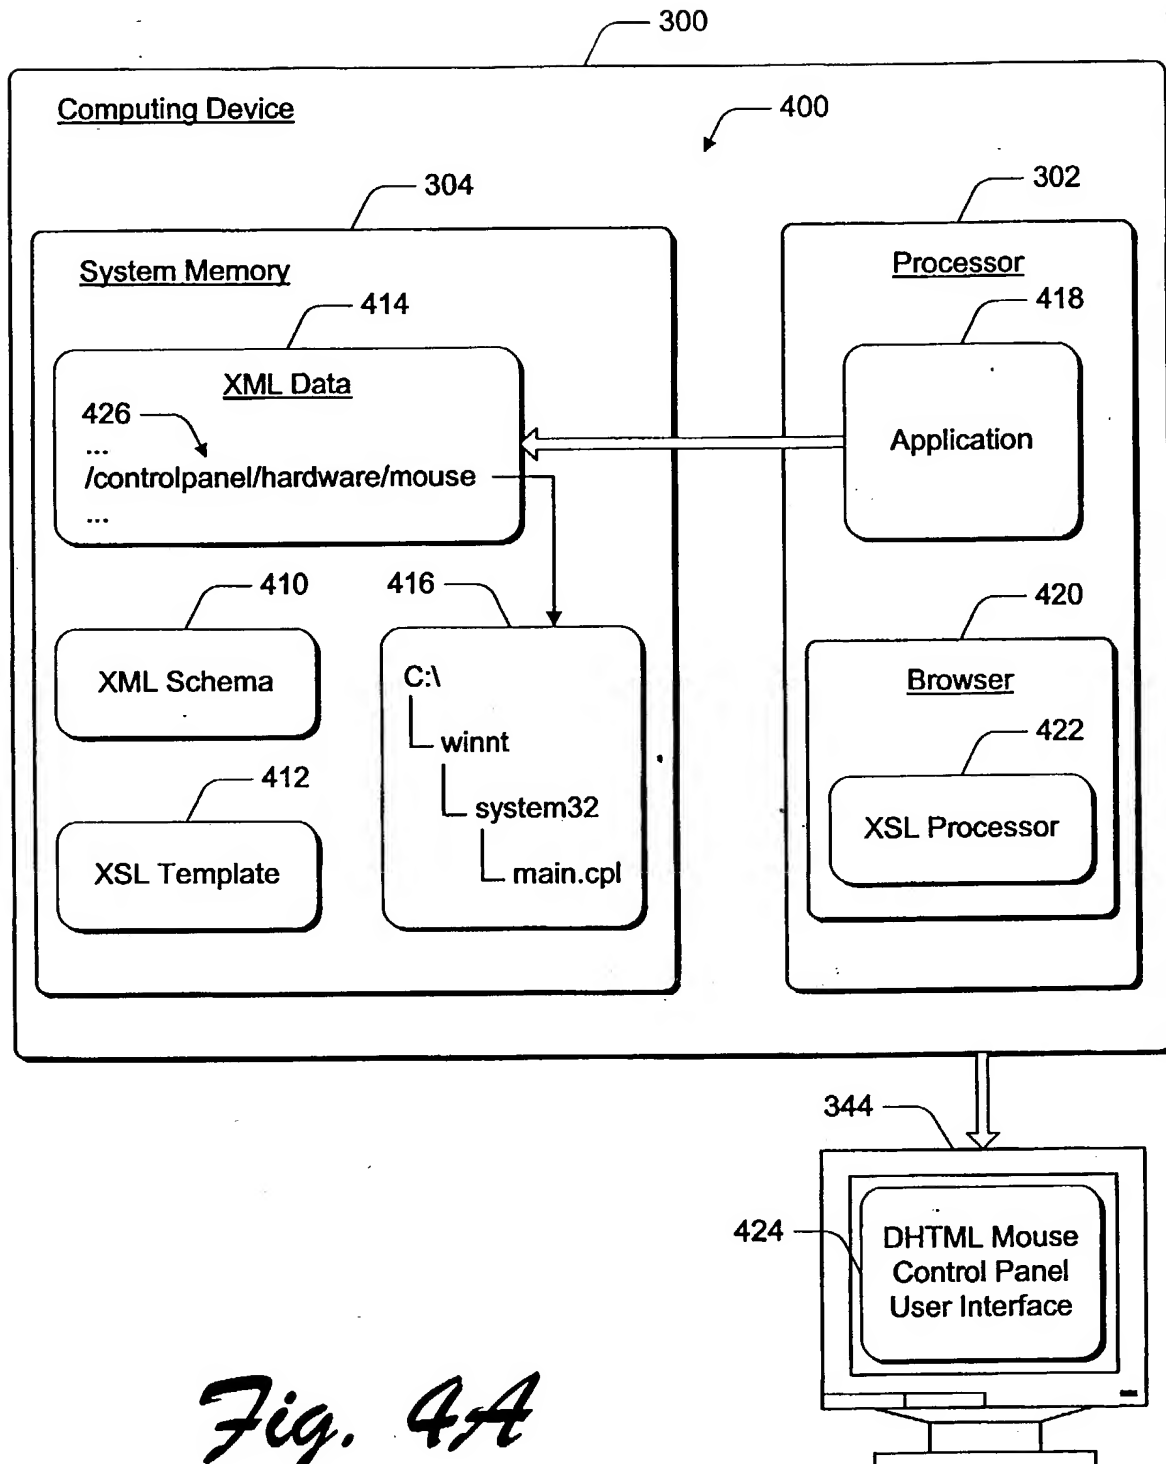 300
Computing Device
400
304
302
System Memory
Processor
414
418
XML Data
426
...
/controlpanel/hardware/mouse
...
Application
410
416
420
XML Schema
C:\
Browser
winnt
422
412
system32
XSL Processor
XSL Template
main.cpl
344
424
DHTML Mouse
Control Panel
User Interface
Fig. 4A